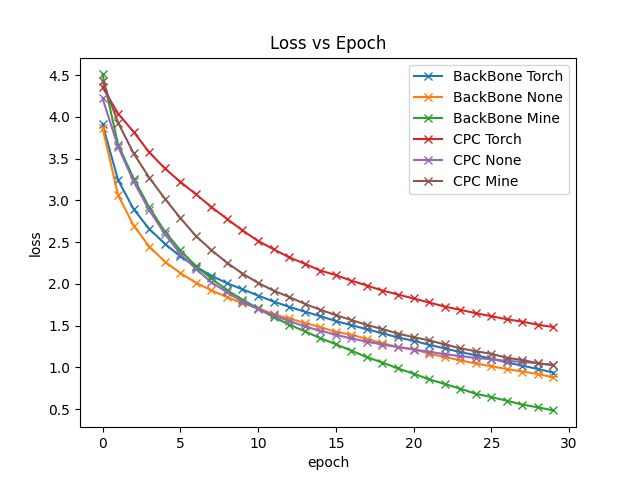 Loss vs Epoch
4.5
4.0
3.5
3.0
2.5
2.0
1.5
1.0
0.5
loss
BackBone Torch
BackBone None
BackBone Mine
CPC Torch
CPC None
CPC Mine
0 5 10 15 20 25 30
epoch